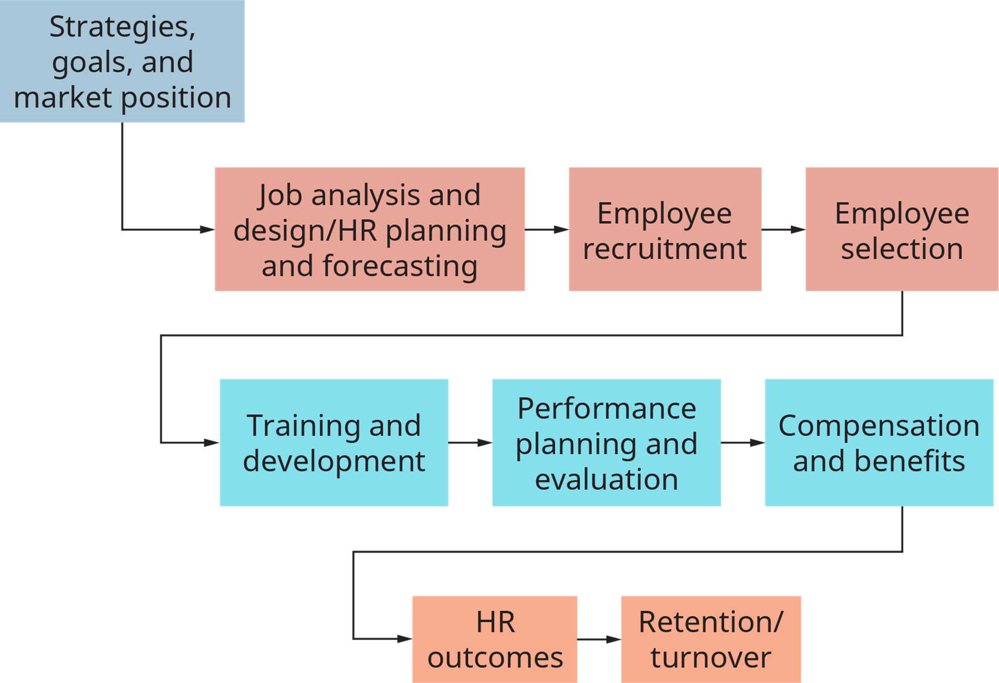 Strategies,
goals, and
market position
Job analysis and
design/HR planning
and forecasting
Employee
recruitment
Employee
selection
Training and
development
Performance
planning and
evaluation
Compensation
and benefits
HR
outcomes
Retention/
turnover